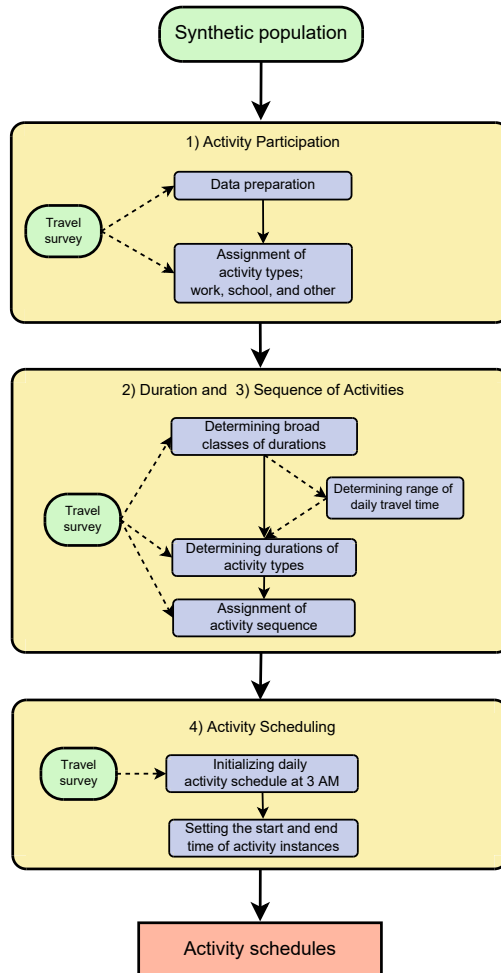 Synthetic population
1) Activity Participation
Data preparation
Travel
survey
Assignment of
activity types;
work, school, and other
2) Duration and 3) Sequence of Activities
Determining broad
classes of durations
Determining range of
daily travel time
Travel
survey
Determining durations of
activity types
Assignment of
activity sequence
4) Activity Scheduling
Travel
survey
Initializing daily
activity schedule at 3 AM
Setting the start and end
time of activity instances
Activity schedules